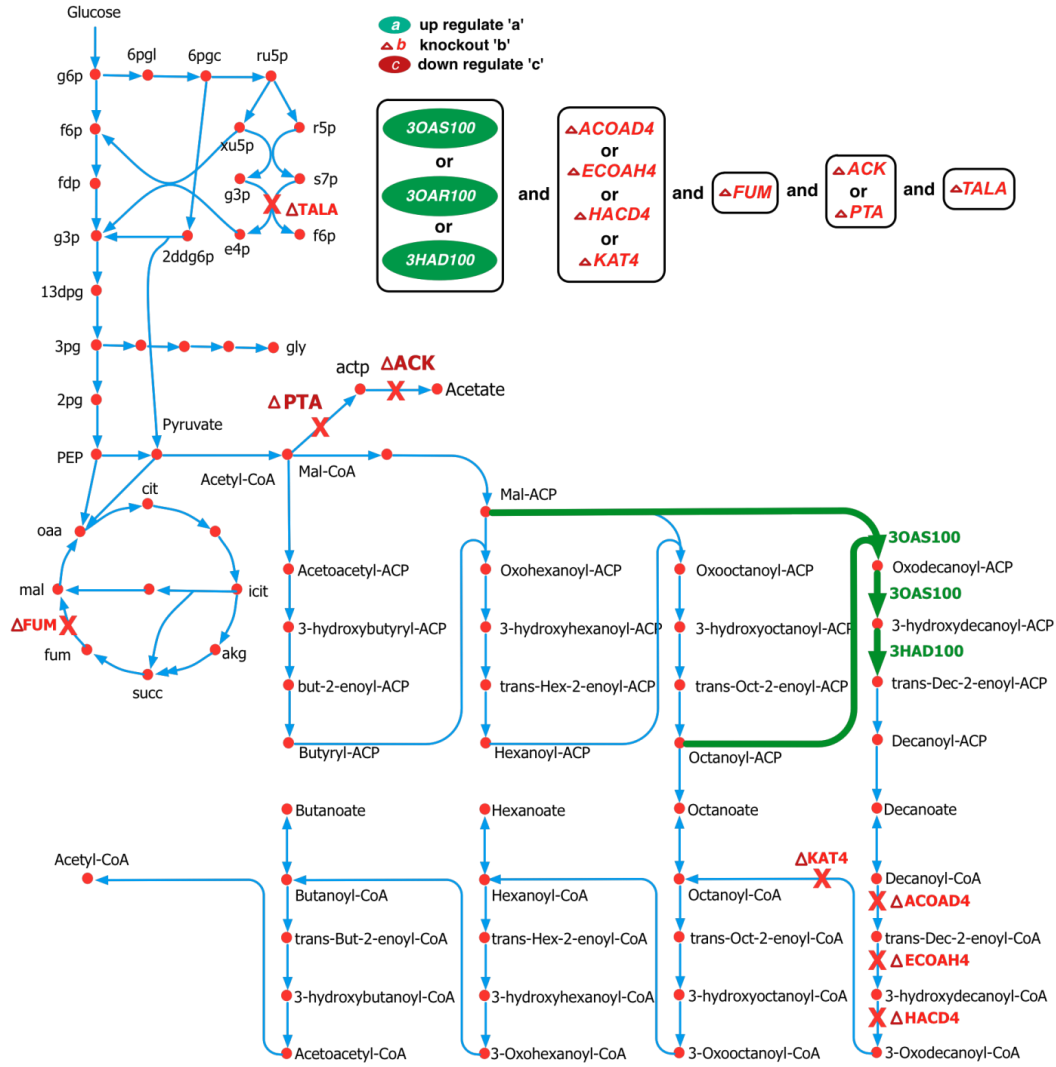 Glucose
a up regulate 'a'
△b knockout 'b'
c down regulate 'c'
6pgl
6pgc
ru5p
g6p
f6p
xu5p
r5p
fdp
g3p
s7p
△TALA
g3p
2ddg6p
e4p
f6p
3OAS100
or
3OAR100
or
3HAD100
and
△ACOAD4
or
△ECOAH4
or
△HACD4
or
△KAT4
and
△FUM
and
△ACK
or
△PTA
and
△TALA
13dpg
3pg
gly
2pg
actp
△ACK
Acetate
△PTA
Pyruvate
PEP
Acetyl-CoA
Mal-CoA
cit
Mal-ACP
oaa
3OAS100
mal
icit
Acetoacetyl-ACP
Oxohexanoyl-ACP
Oxooctanoyl-ACP
Oxodecanoyl-ACP
3OAS100
△FUM
fum
akg
3-hydroxybutyryl-ACP
3-hydroxyhexanoyl-ACP
3-hydroxyoctanoyl-ACP
3-hydroxydecanoyl-ACP
3HAD100
succ
but-2-enoyl-ACP
trans-Hex-2-enoyl-ACP
trans-Oct-2-enoyl-ACP
trans-Dec-2-enoyl-ACP
Butyryl-ACP
Hexanoyl-ACP
Octanoyl-ACP
Decanoyl-ACP
Butanoate
Hexanoate
Octanoate
Decanoate
Acetyl-CoA
△KAT4
Butanoyl-CoA
Hexanoyl-CoA
Octanoyl-CoA
Decanoyl-CoA
△ACOAD4
trans-But-2-enoyl-CoA
trans-Hex-2-enoyl-CoA
trans-Oct-2-enoyl-CoA
trans-Dec-2-enoyl-CoA
△ECOAH4
3-hydroxybutanoyl-CoA
3-hydroxyhexanoyl-CoA
3-hydroxyoctanoyl-CoA
3-hydroxydecanoyl-CoA
△HACD4
Acetoacetyl-CoA
3-Oxohexanoyl-CoA
3-Oxooctanoyl-CoA
3-Oxodecanoyl-CoA